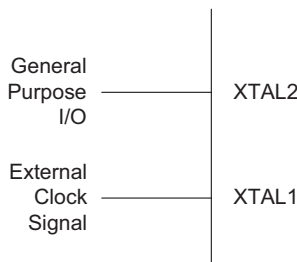 General
Purpose
I/O
XTAL2
External
Clock
Signal
XTAL1